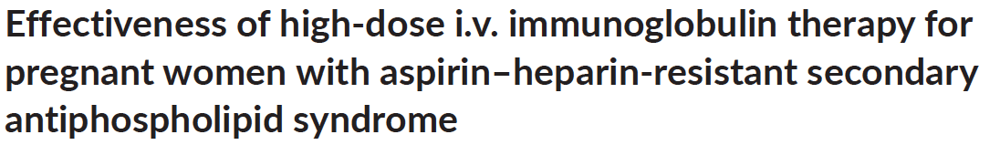 Effectiveness of high-dose i.v. immunoglobulin therapy for
pregnant women with aspirin–heparin-resistant secondary
antiphospholipid syndrome